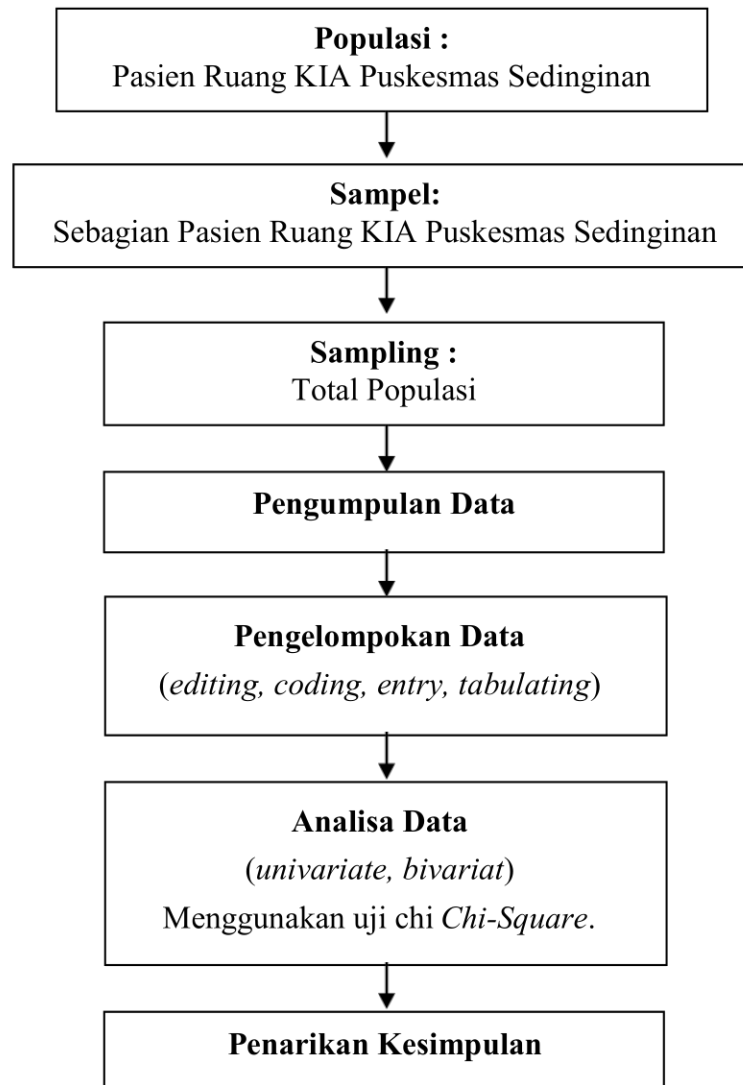 Populasi :
Pasien Ruang KIA Puskesmas Sedinginan
Sampel:
Sebagian Pasien Ruang KIA Puskesmas Sedinginan
Sampling :
Total Populasi
Pengumpulan Data
Pengelompokan Data
(editing, coding, entry, tabulating)
Analisa Data
(univariate, bivariat)
Menggunakan uji chi Chi-Square.
Penarikan Kesimpulan